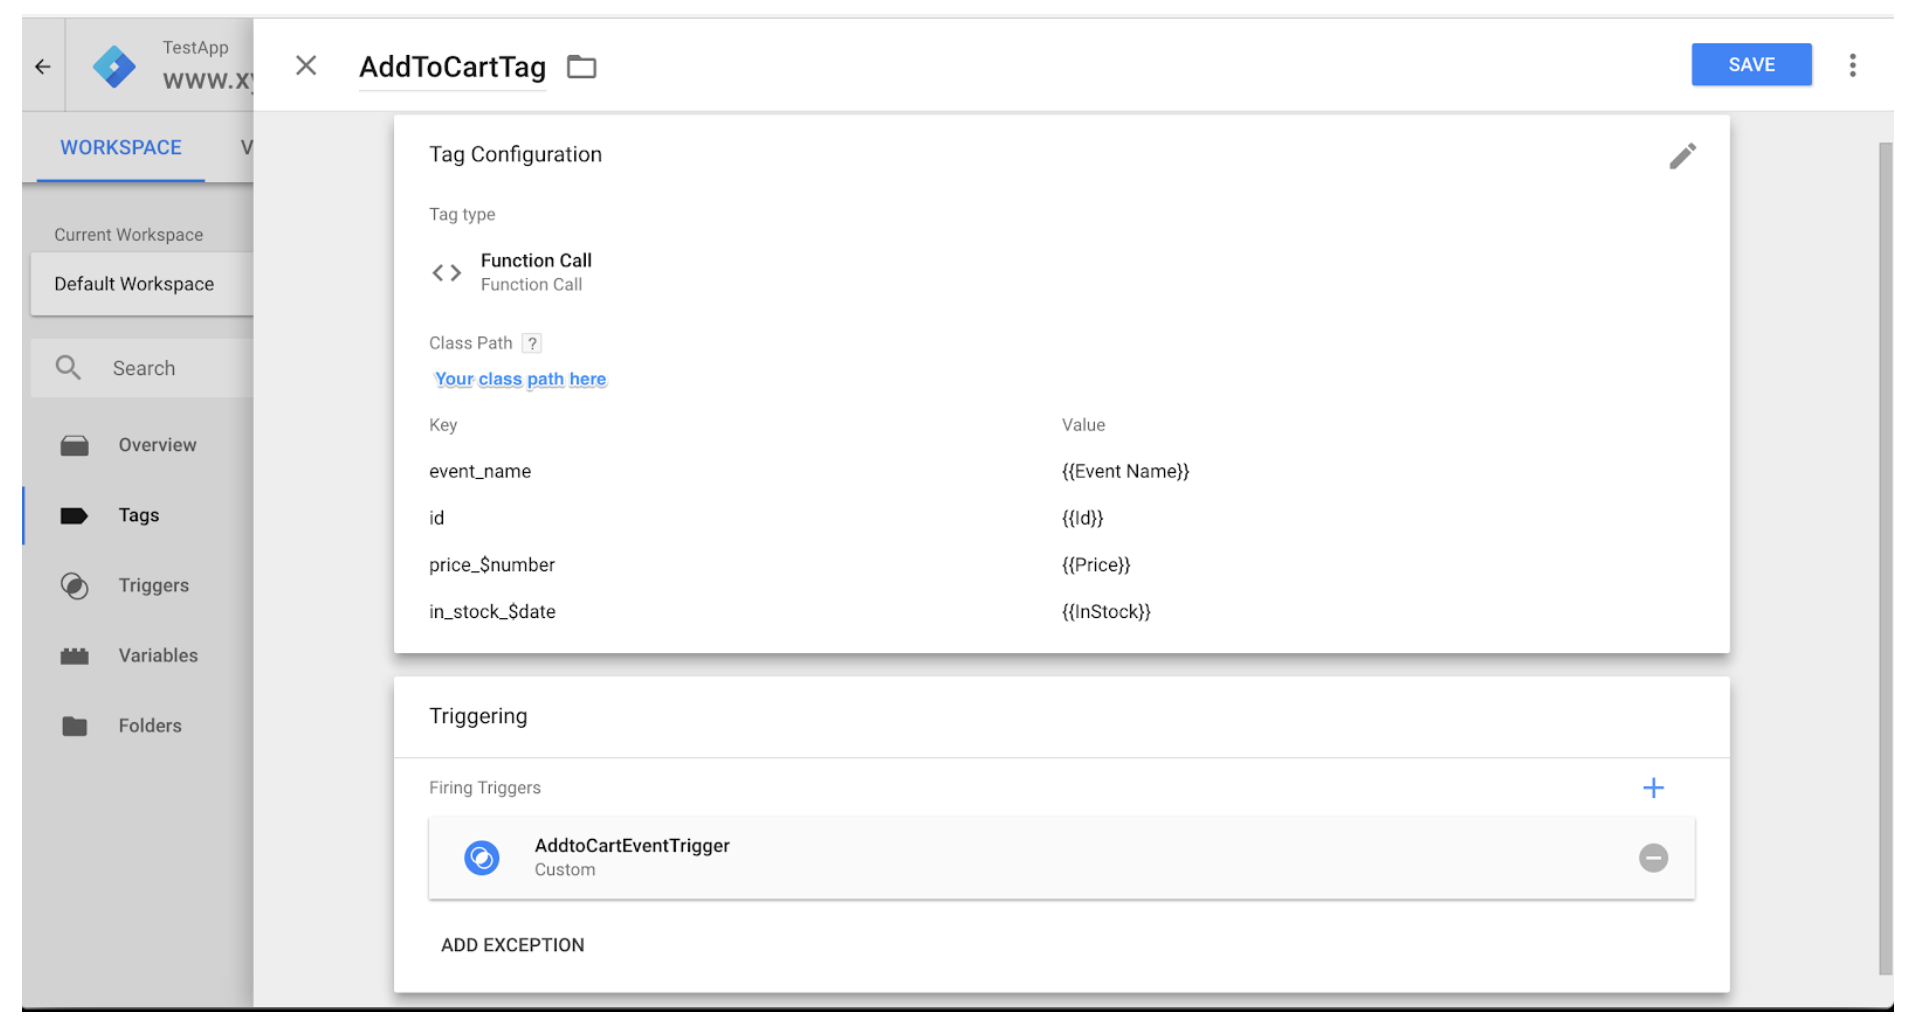 TestApp
www.xy
AddToCartTag
SAVE
WORKSPACE
V
Current Workspace
Default Workspace
Search
Overview
Tags
Triggers
Variables
Folders
Tag Configuration
Tag type
Function Call
Function Call
Class Path ?
Your class path here
Key Value
event_name {{Event Name}}
id {{Id}}
price_$number {{Price}}
in_stock_$date {{InStock}}
Triggering
Firing Triggers
AddtoCartEventTrigger
Custom
ADD EXCEPTION